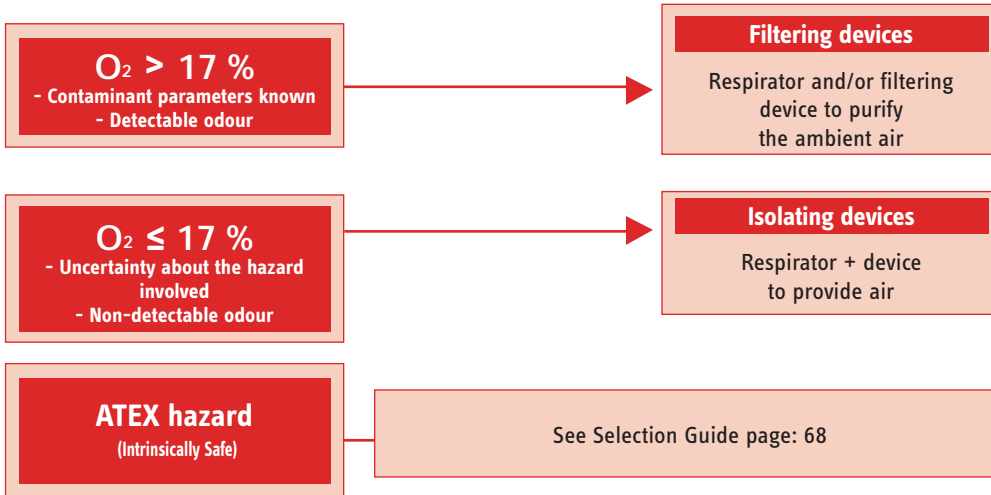 O₂ > 17 %
- Contaminant parameters known
- Detectable odour
Filtering devices
Respirator and/or filtering
device to purify
the ambient air
O₂ ≤ 17 %
- Uncertainty about the hazard
involved
- Non-detectable odour
Isolating devices
Respirator + device
to provide air
ATEX hazard
(Intrinsically Safe)
See Selection Guide page: 68